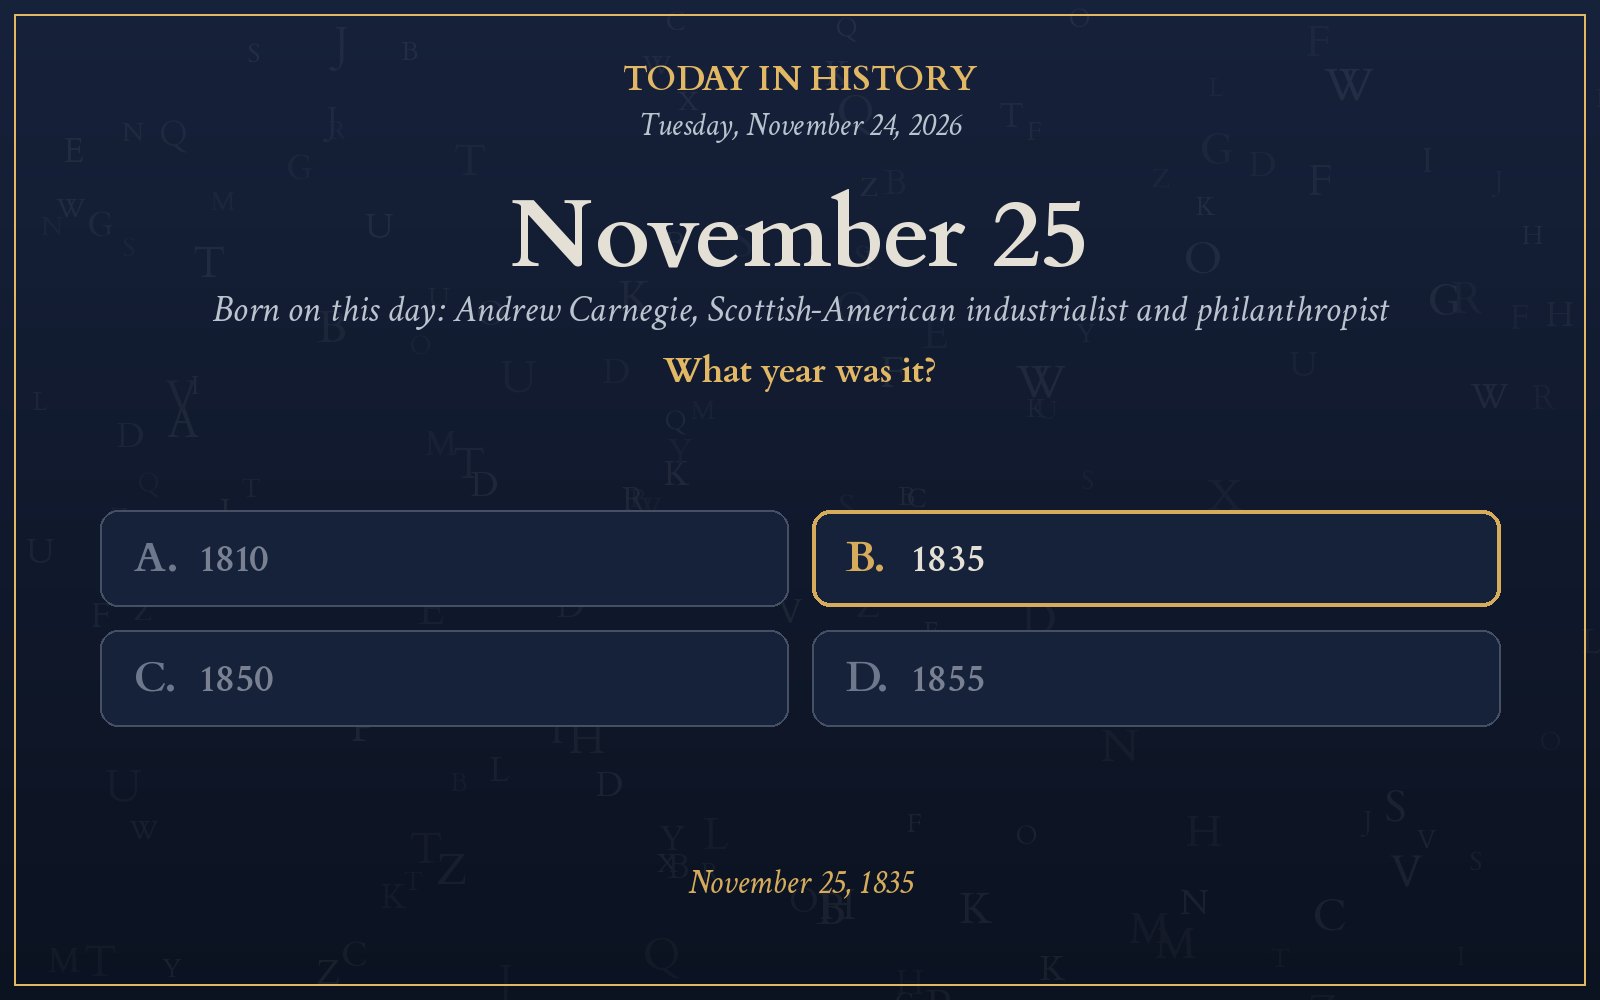 TODAY IN HISTORY
Tuesday, November 24, 2026
November 25
Born on this day: Andrew Carnegie, Scottish-American industrialist and philanthropist
What year was it?
A. 1810
B. 1835
C. 1850
D. 1855
November 25, 1835